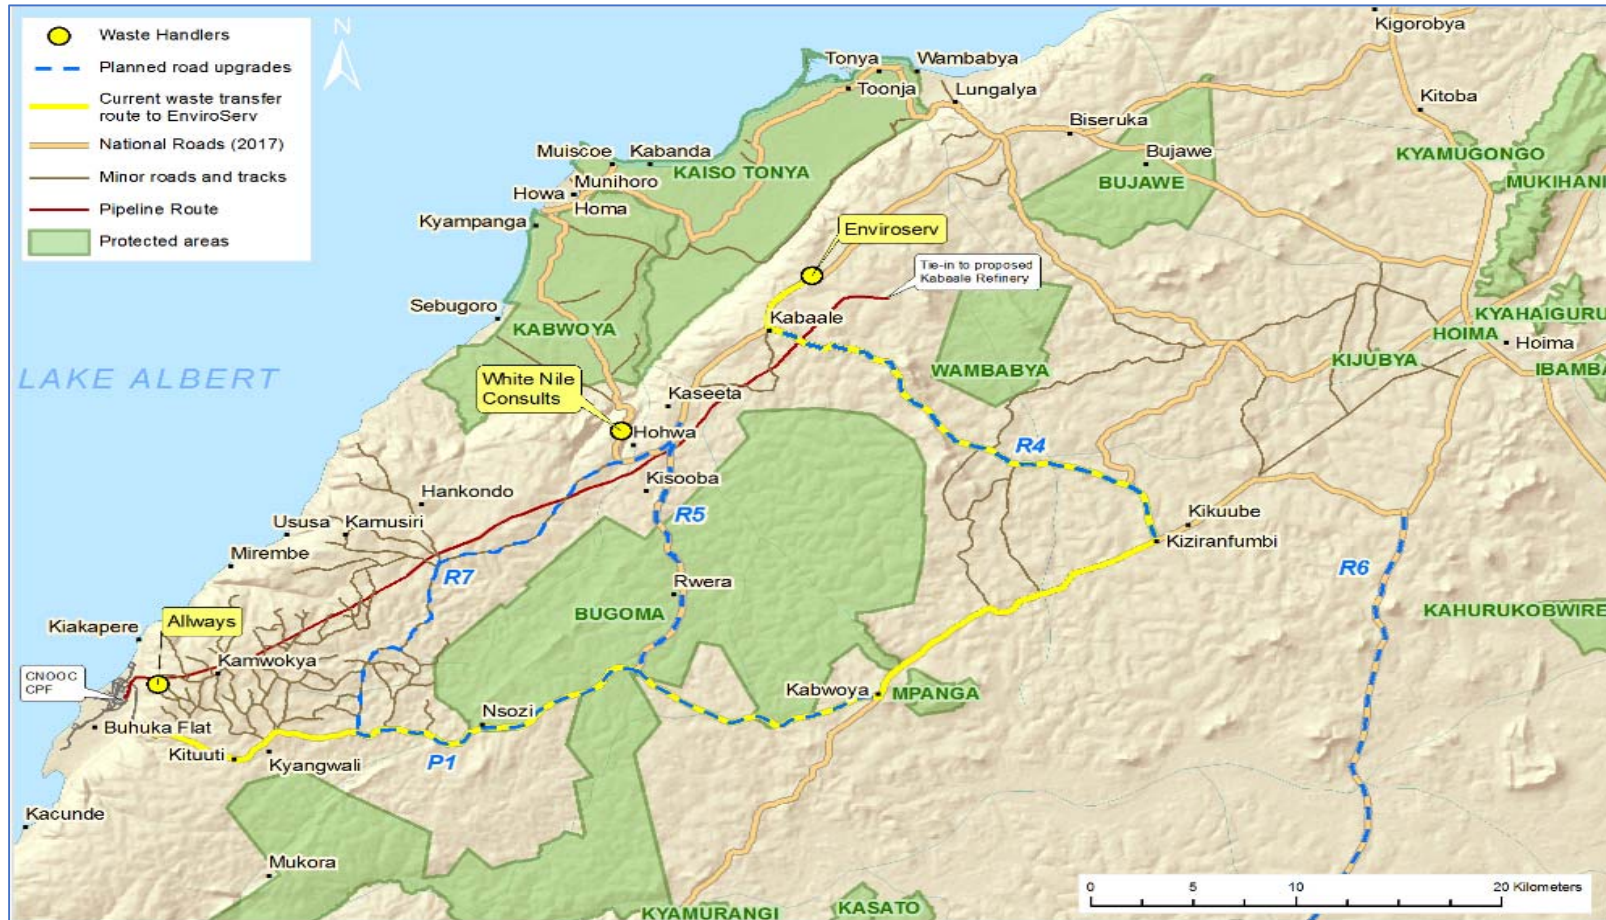 Waste Handlers
Planned road upgrades
Current waste transfer
route to EnviroServ
National Roads (2017)
Minor roads and tracks
Pipeline Route
Protected areas
N
Kigorobya
Tonya
Wambabya
Toonja
Lungalya
Kitoba
Biseruka
Muiscoe
Kabanda
Bujawe
KYAMUGONGO
KAISO TONYA
BUJAWE
MUKIHANI
Munihoro
Howa
Homa
Kyampanga
Enviroserv
Tie-in to proposed
Kabaale Refinery
Sebugoro
KABWOYA
Kabaale
KYAHAIGURU
HOIMA
Hoima
KIJUBYA
WAMBABYA
IBAMBA
LAKE ALBERT
White Nile
Consults
Kaseeta
Hohwa
R4
Kisooba
Hankondo
R5
Ususa
Kamusiri
Kikuube
Kiziranfumbi
Mirembe
R7
R6
Rwera
BUGOMA
KAHURUKOBWIRE
Allways
Kiakapere
Kamwokya
CNOOC
CPF
Kabwoya
MPANGA
Nsozi
Buhuka Flat
Kituuti
Kyangwali
P1
Kacunde
Mukora
KYAMURANGI
KASATO
0 5 10 20 Kilometers